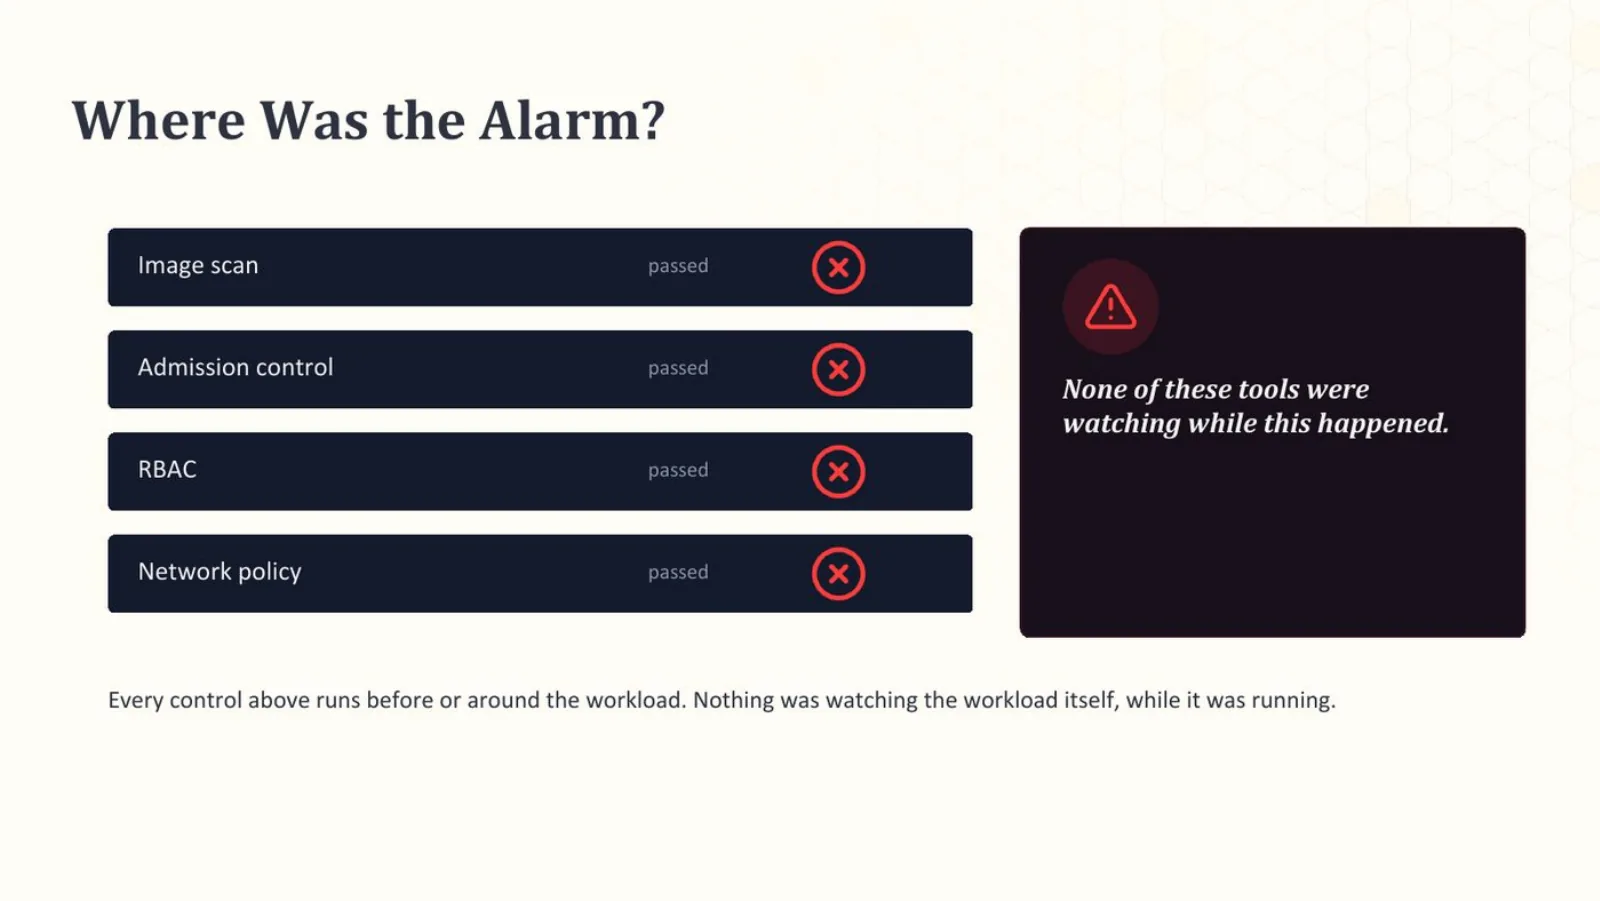 Where Was the Alarm?
Image scan passed
Admission control passed
RBAC passed
Network policy passed
None of these tools were
watching while this happened.
Every control above runs before or around the workload. Nothing was watching the workload itself, while it was running.